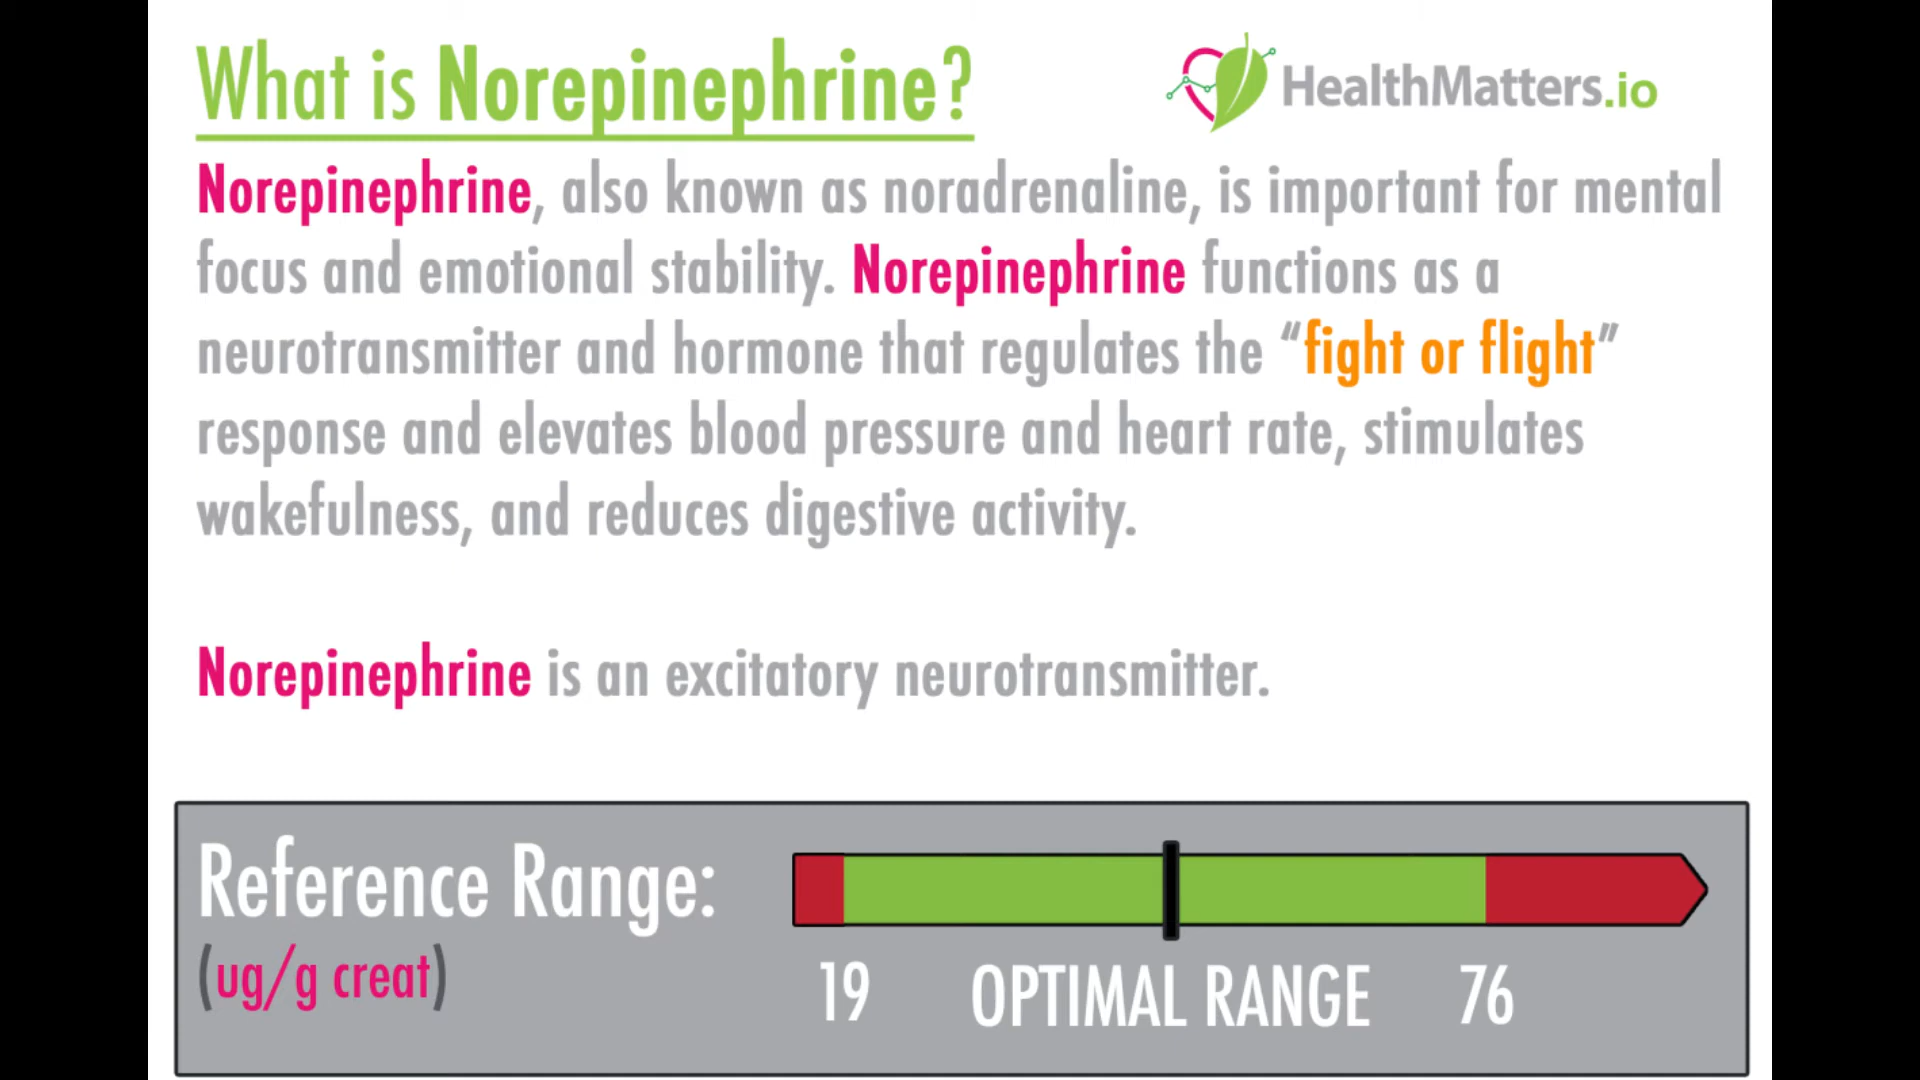 What is Norepinephrine?
HealthMatters.io
Norepinephrine, also known as noradrenaline, is important for mental
focus and emotional stability. Norepinephrine functions as a
neurotransmitter and hormone that regulates the “fight or flight”
response and elevates blood pressure and heart rate, stimulates
wakefulness, and reduces digestive activity.
Norepinephrine is an excitatory neurotransmitter.
Reference Range:
(ug/g creat)
19 OPTIMAL RANGE 76